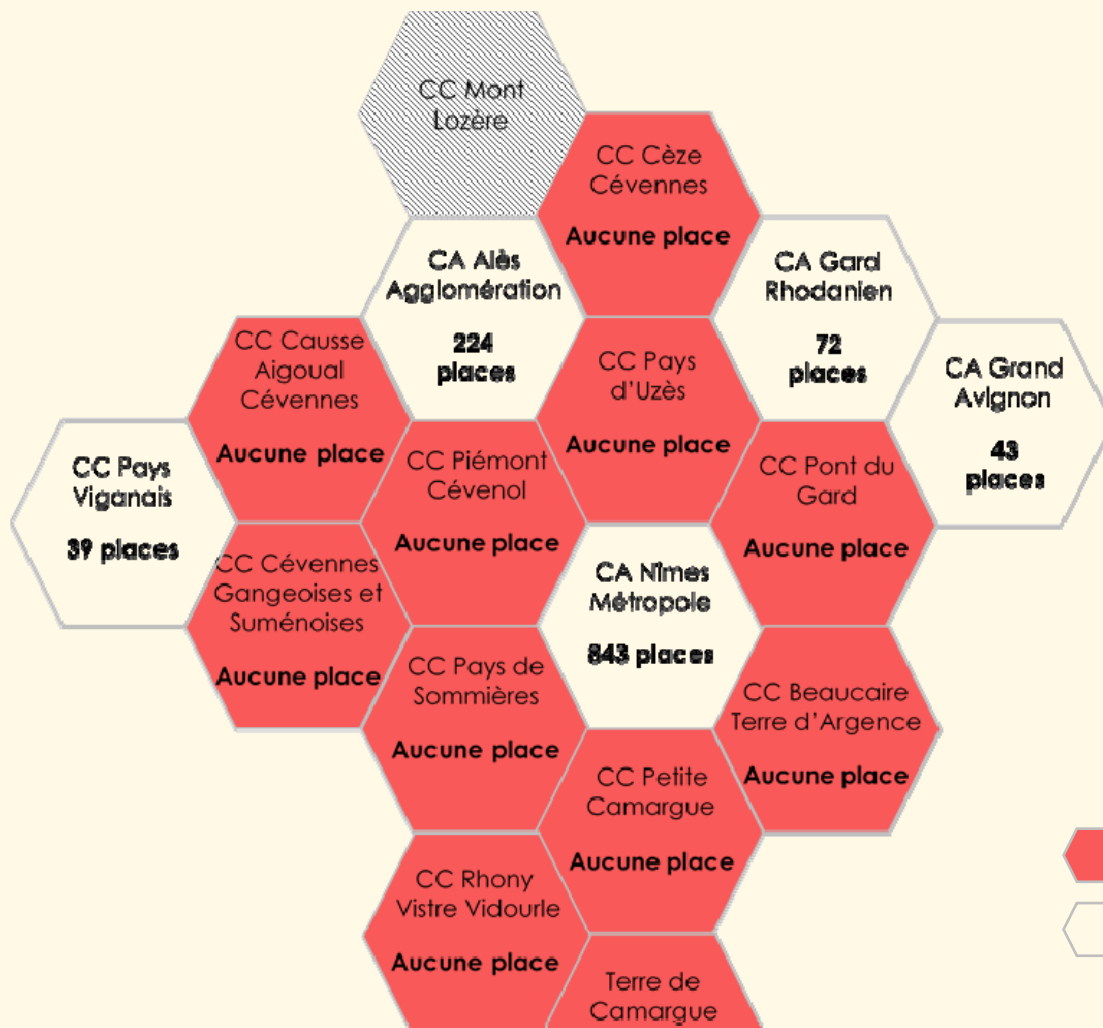 CC Mont
Lozère
CC Cèze
Cévennes
Aucune place
CA Alès
Agglomération
224
places
CA Gard
Rhodanien
72
places
CC Causse
Aigoual
Cévennes
Aucune place
CC Pays
d'Uzès
Aucune place
CA Grand
Avignon
43
places
CC Pays
Viganais
39 places
CC Piémont
Cévenol
Aucune place
CC Pont du
Gard
Aucune place
CC Cévennes
Gangeoises et
Suménoises
Aucune place
CA Nîmes
Métropole
843 places
CC Pays de
Sommières
Aucune place
CC Beaucaire
Terre d'Argence
Aucune place
CC Petite
Camargue
Aucune place
CC Rhony
Vistre Vidourle
Aucune place
Terre de
Camargue